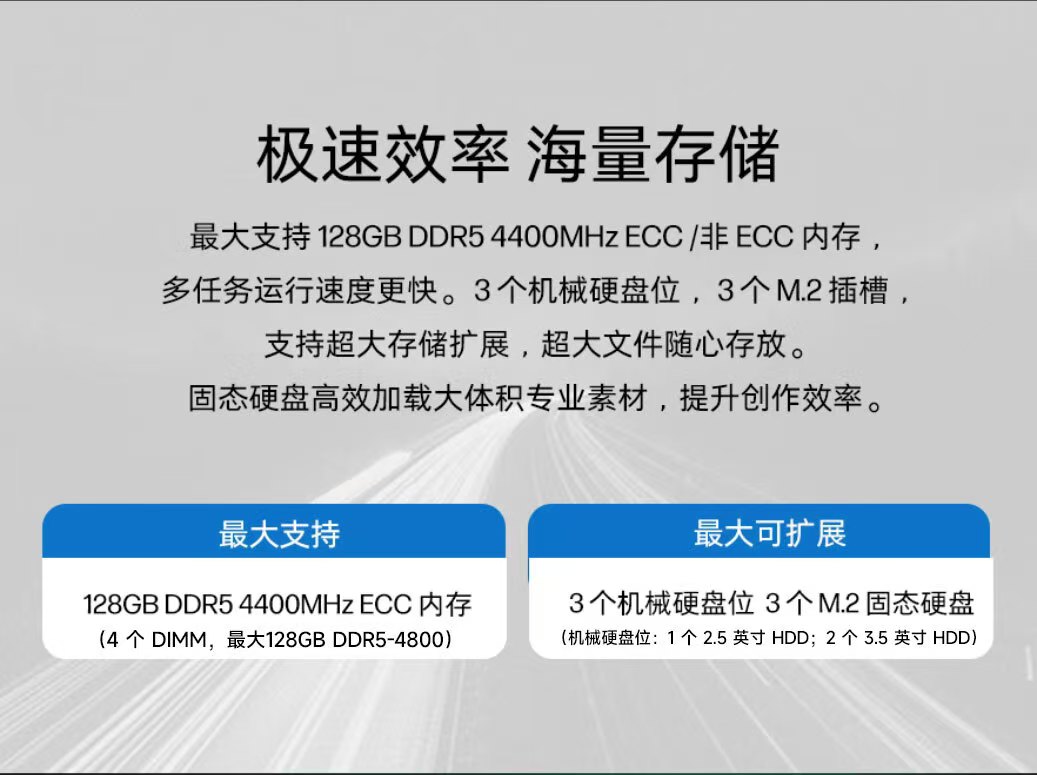 极速效率 海量存储
最大支持 128GB DDR5 4400MHz ECC /非 ECC 内存，
多任务运行速度更快。3 个机械硬盘位，3 个 M.2 插槽，
支持超大存储扩展，超大文件随心存放。
固态硬盘高效加载大体积专业素材，提升创作效率。
最大支持
128GB DDR5 4400MHz ECC 内存
（4 个 DIMM，最大128GB DDR5-4800）
最大可扩展
3 个机械硬盘位 3 个 M.2 固态硬盘
（机械硬盘位：1 个 2.5 英寸 HDD；2 个 3.5 英寸 HDD）